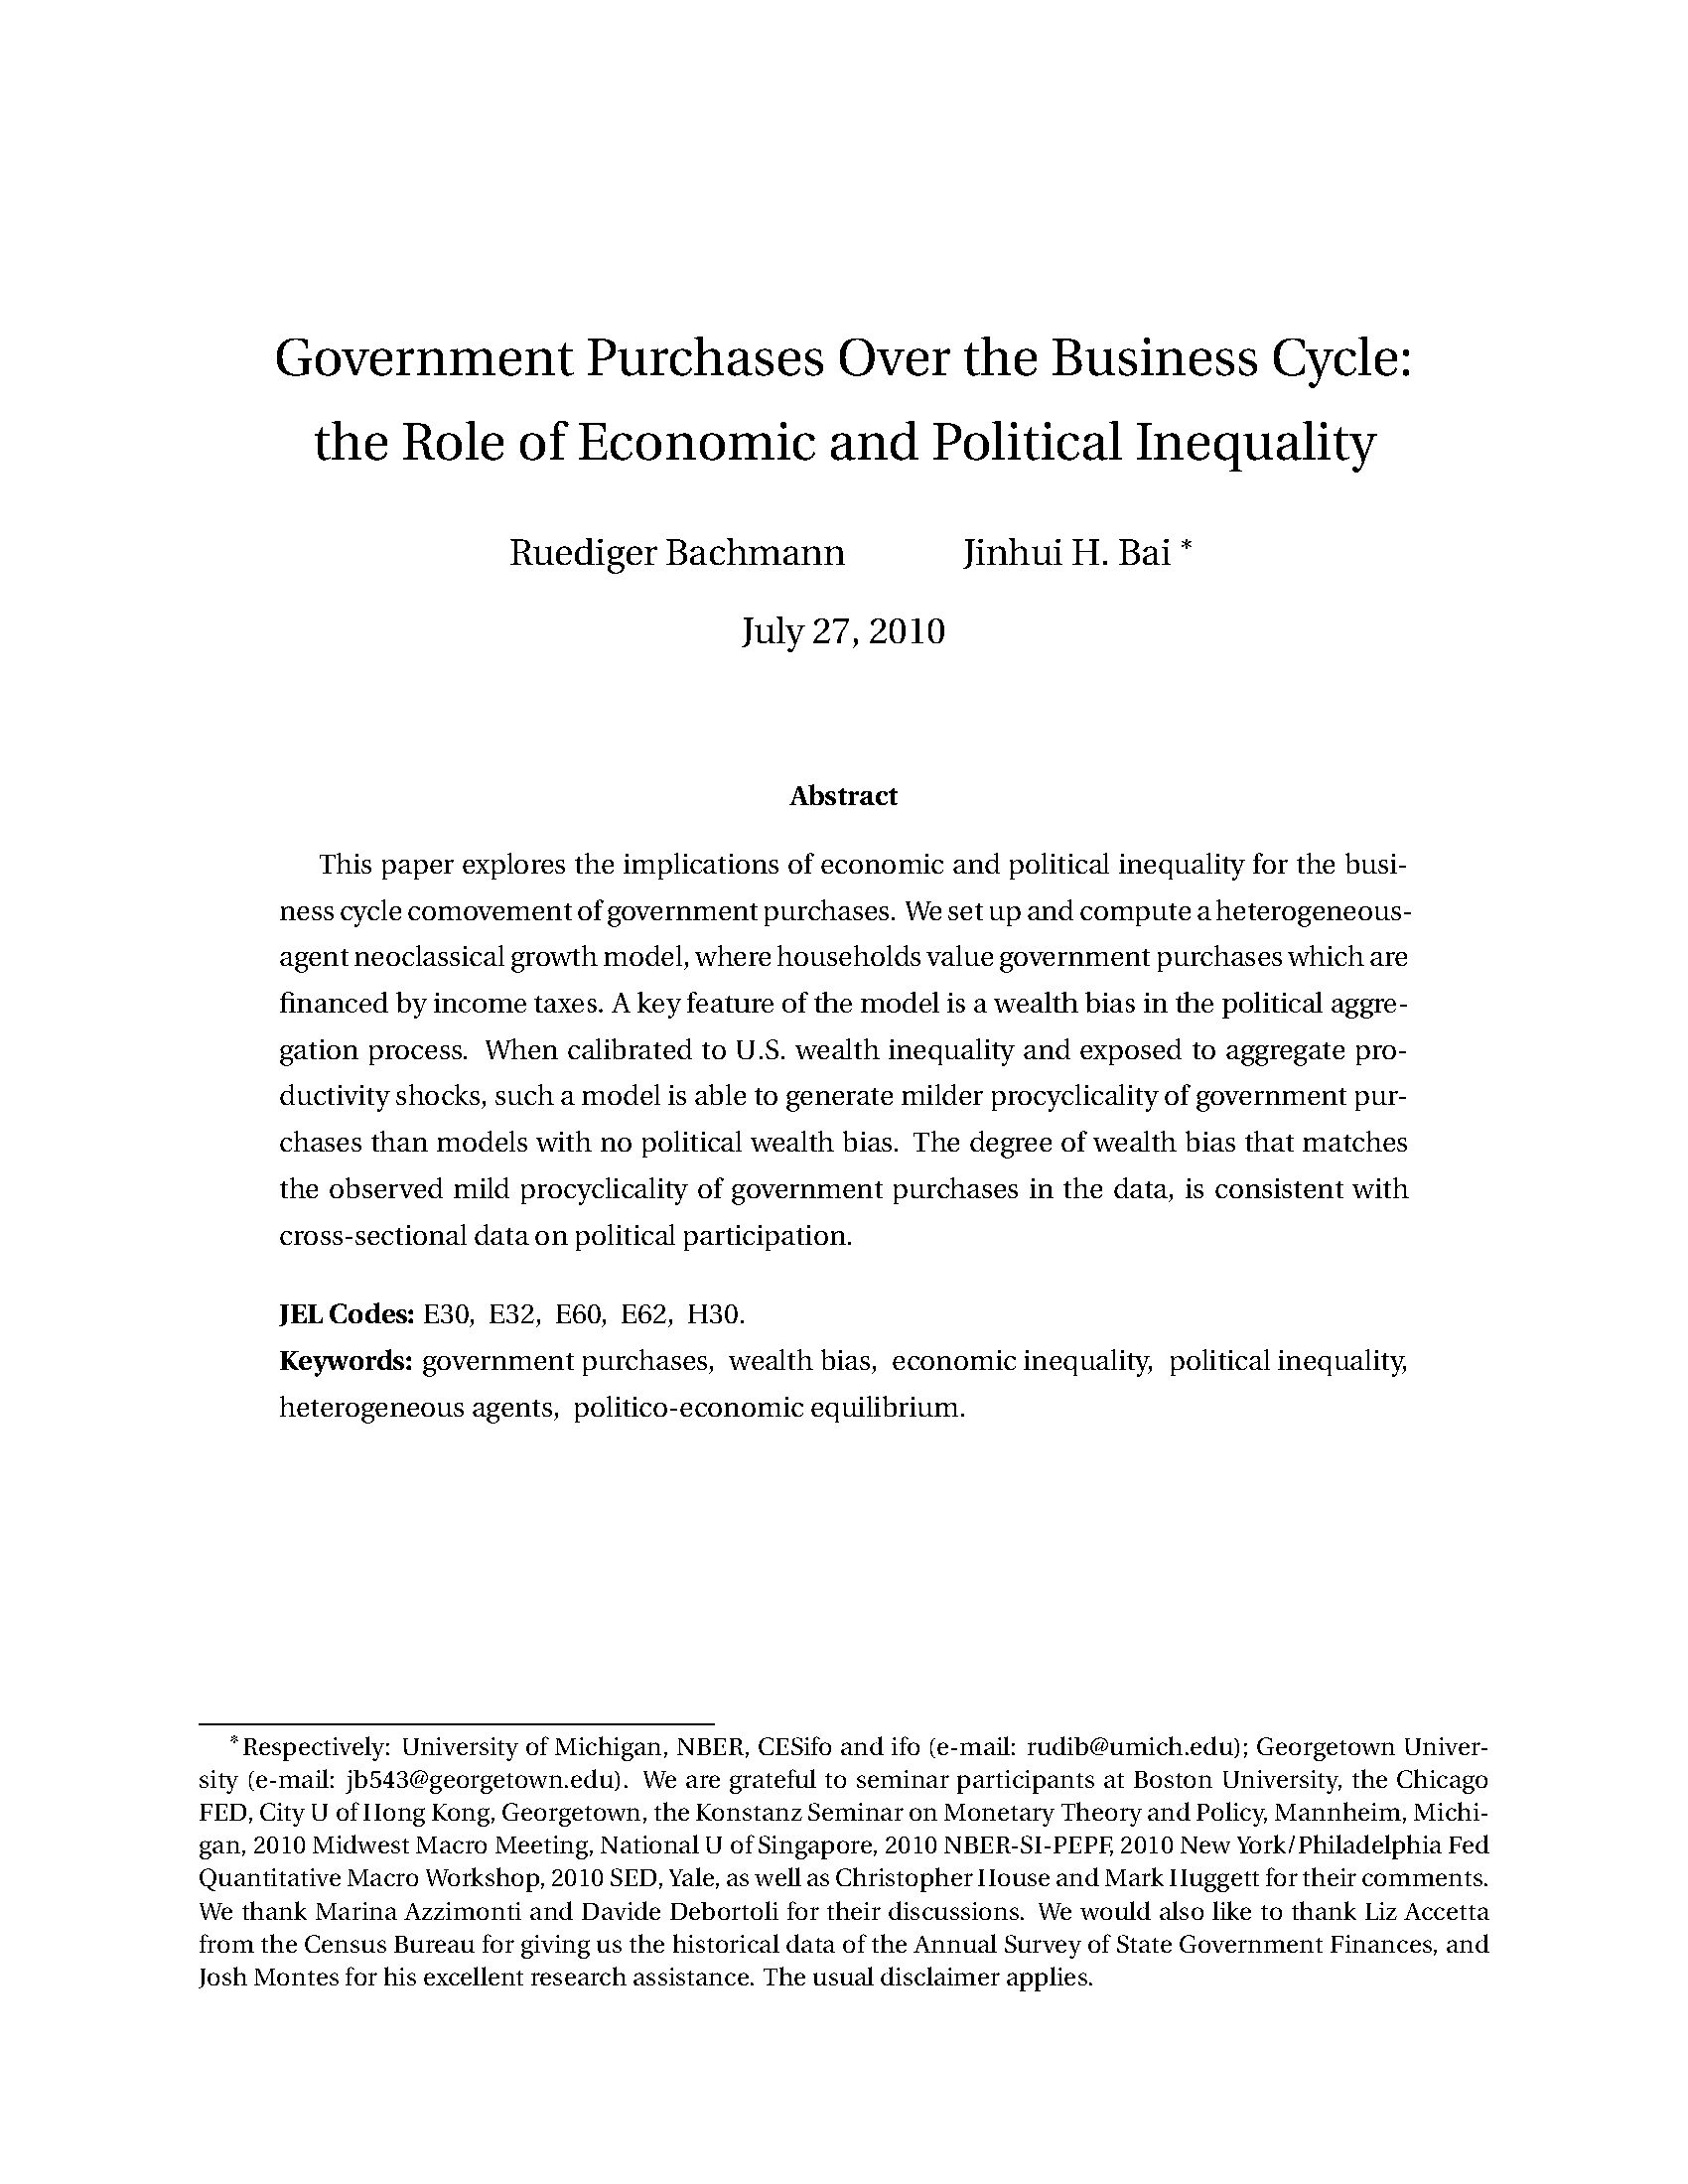 Government Purchases Over the Business Cycle:
the Role of Economic and Political Inequality
Ruediger Bachmann Jinhui H. Bai *
July 27, 2010
Abstract
This paper explores the implications of economic and political inequality for the busi-
ness cycle comovement of government purchases. We set up and compute a heterogeneous-
agent neoclassical growth model, where households value government purchases which are
financed by income taxes. A key feature of the model is a wealth bias in the political aggre-
gation process. When calibrated to U.S. wealth inequality and exposed to aggregate pro-
ductivity shocks, such a model is able to generate milder procyclicality of government pur-
chases than models with no political wealth bias. The degree of wealth bias that matches
the observed mild procyclicality of government purchases in the data, is consistent with
cross-sectional data on political participation.
JEL Codes: E30, E32, E60, E62, H30.
Keywords: government purchases, wealth bias, economic inequality, political inequality,
heterogeneous agents, politico-economic equilibrium.
*Respectively: University of Michigan, NBER, CESifo and ifo (e-mail: rudib@umich.edu); Georgetown Univer-
sity (e-mail: jb543@georgetown.edu). We are grateful to seminar participants at Boston University, the Chicago
FED, City U of Hong Kong, Georgetown, the Konstanz Seminar on Monetary Theory and Policy, Mannheim, Michi-
gan, 2010 Midwest Macro Meeting, National U of Singapore, 2010 NBER-SI-PEPF, 2010 New York/Philadelphia Fed
Quantitative Macro Workshop, 2010 SED, Yale, as well as Christopher House and Mark Huggett for their comments.
We thank Marina Azzimonti and Davide Debortoli for their discussions. We would also like to thank Liz Accetta
from the Census Bureau for giving us the historical data of the Annual Survey of State Government Finances, and
Josh Montes for his excellent research assistance. The usual disclaimer applies.